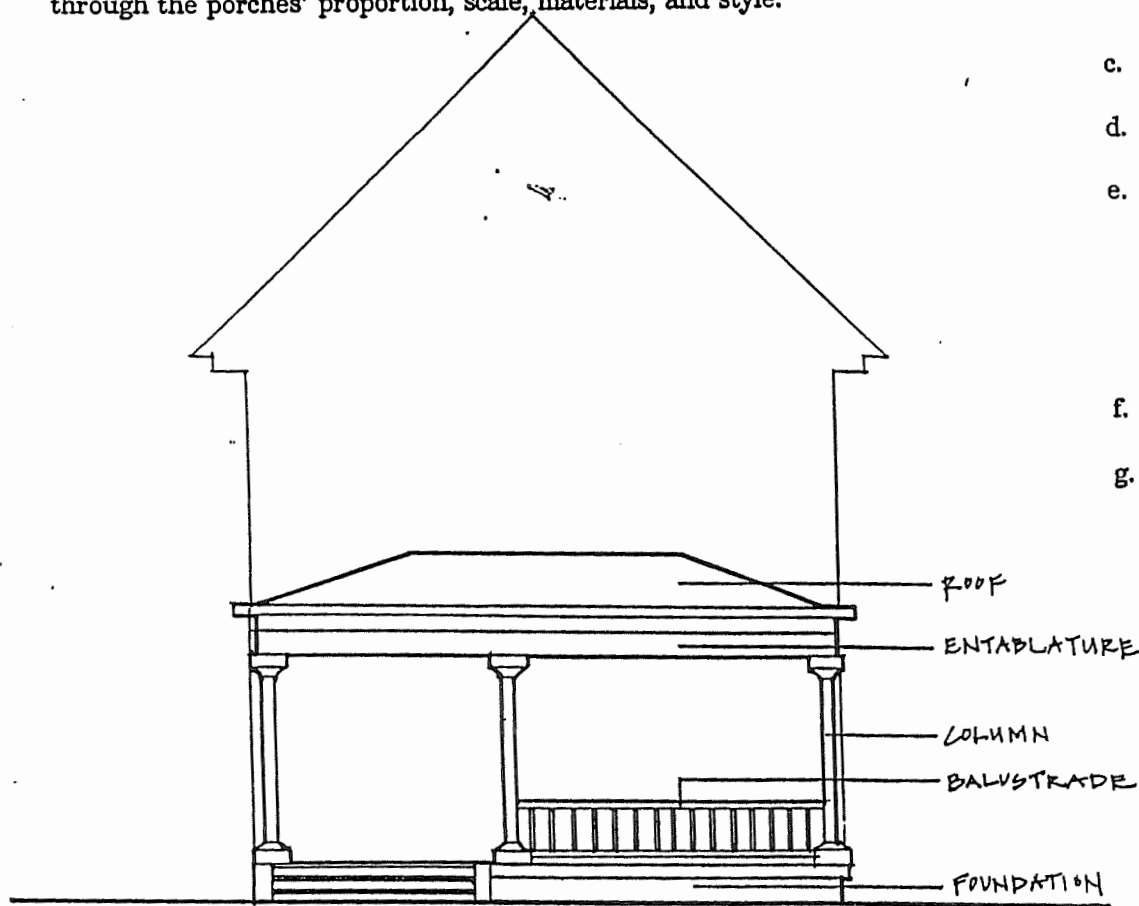 through the porches' proportion, scale, materials, and style.
c.
d.
e.
f.
g.
ROOF
ENTABLATURE
COLUMN
BALUSTRADE
FOUNDATION